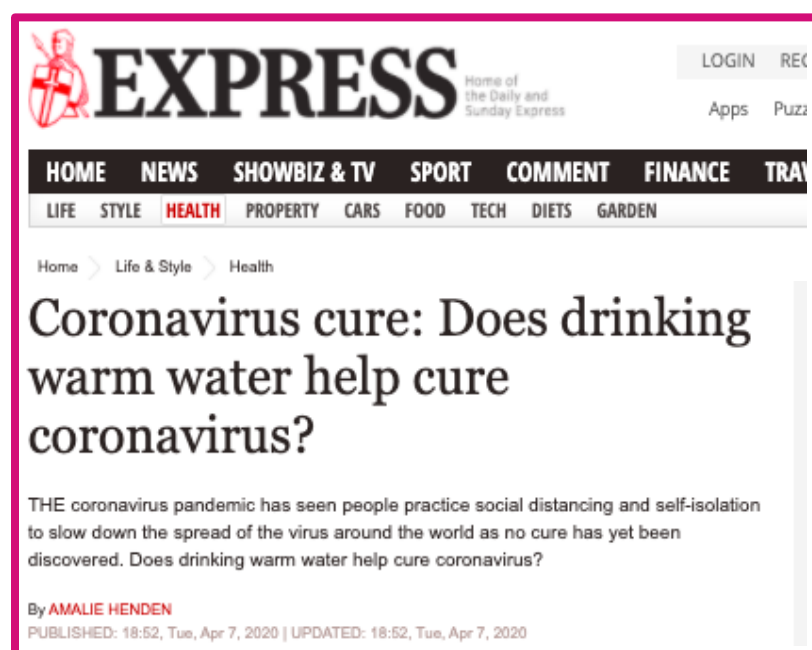 EXPRESS
Home of
the Daily and
Sunday Express
LOGIN
Apps
HOME NEWS SHOWBIZ & TV SPORT COMMENT FINANCE
LIFE STYLE HEALTH PROPERTY CARS FOOD TECH DIETS GARDEN
Home Life & Style Health
Coronavirus cure: Does drinking
warm water help cure
coronavirus?
THE coronavirus pandemic has seen people practice social distancing and self-isolation
to slow down the spread of the virus around the world as no cure has yet been
discovered. Does drinking warm water help cure coronavirus?
By AMALIE HENDEN
PUBLISHED: 18:52, Tue, Apr 7, 2020 | UPDATED: 18:52, Tue, Apr 7, 2020